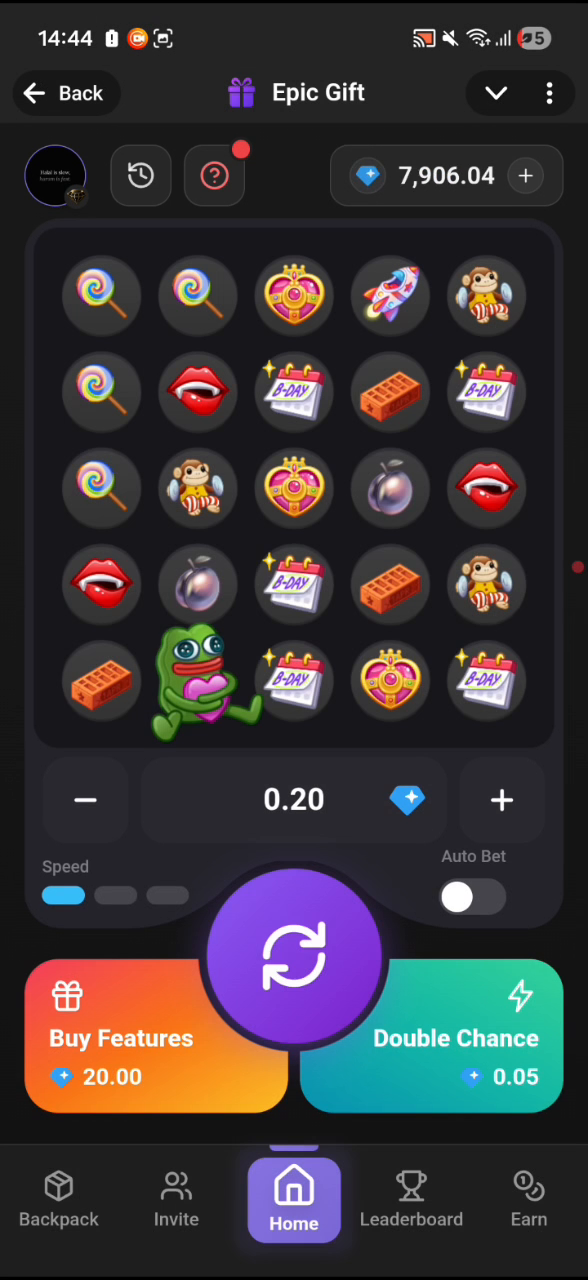 14:44
5
Back
Epic Gift
7,906.04
B-DAY
B-DAY
B-DAY
B-DAY
B-DAY
0.20
Speed
Auto Bet
Buy Features
20.00
Double Chance
0.05
Backpack
Invite
Home
Leaderboard
Earn